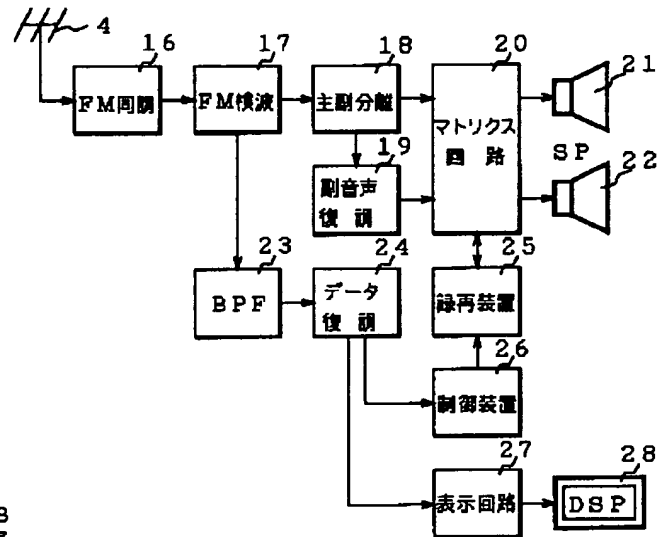 4
16
17
18
20
21
FM同調
FM検波
主副分離
マトリクス
回路
19
SP
22
副音声
復調
23
24
25
BPF
データ
復調
録再装置
26
制御装置
27
28
表示回路
DSP